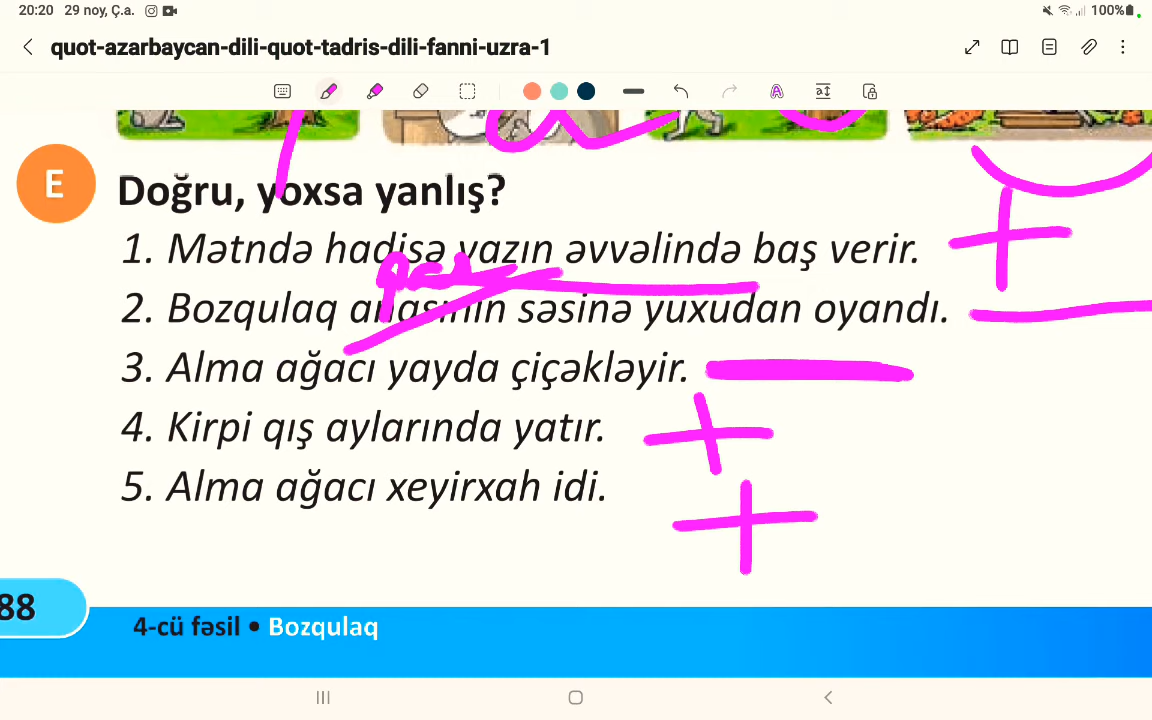 20:20 29 noy, Ç.a. 100%
quot-azarbaycan-dili-quot-tadris-dili-fanni-uzra-1
E Doğru, yoxsa yanlış?
1. Mətndə hadisə yazın əvvəlində baş verir.
2. Bozqulaq anasının səsinə yuxudan oyandı.
3. Alma ağacı yayda çiçəkləyir.
4. Kirpi qış aylarında yatır.
5. Alma ağacı xeyirxah idi.
88 4-cü fəsil • Bozqulaq